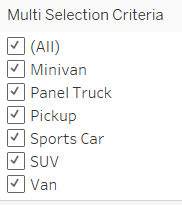 Multi Selection Criteria
(All)
Minivan
Panel Truck
Pickup
Sports Car
SUV
Van